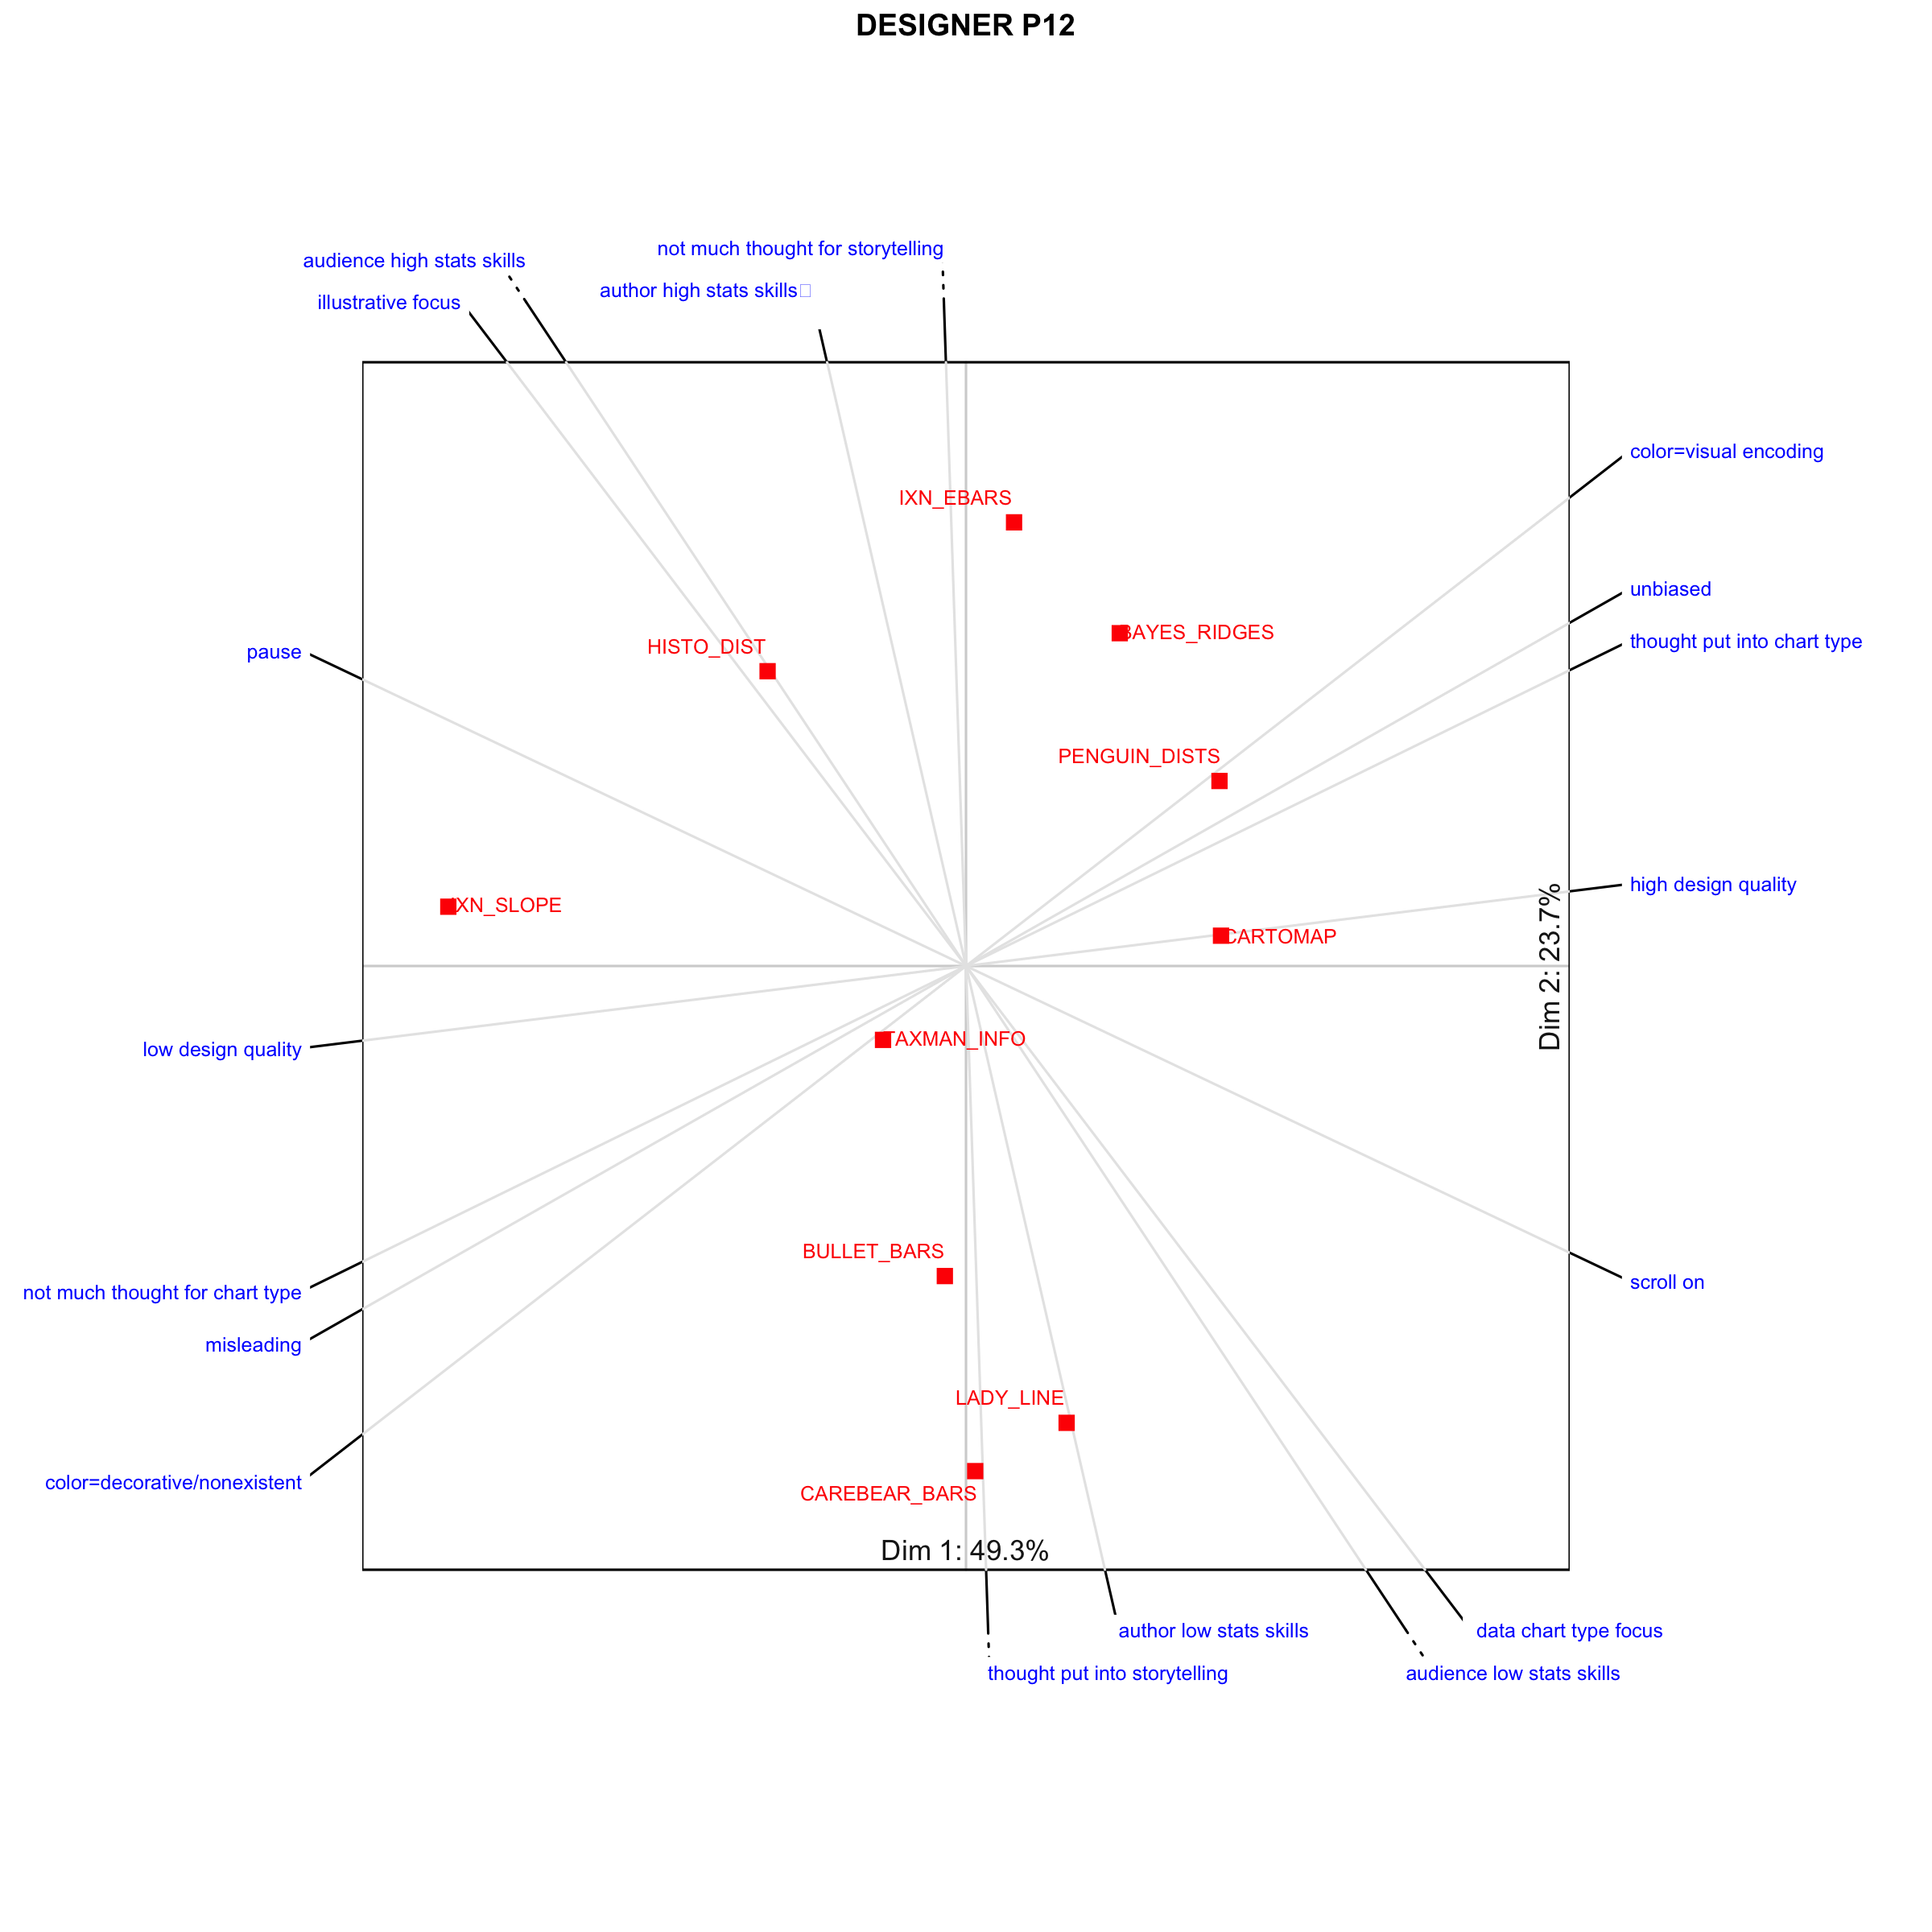 DESIGNER P12
not much thought for storytelling
audience high stats skills
author high stats skills□
illustrative focus
color=visual encoding
IXN_EBARS
unbiased
BAYES_RIDGES
thought put into chart type
HISTO_DIST
pause
PENGUIN_DISTS
high design quality
IXN_SLOPE
CARTOMAP
Dim 2: 23.7%
TAXMAN_INFO
low design quality
BULLET_BARS
scroll on
not much thought for chart type
misleading
LADY_LINE
color=decorative/nonexistent
CAREBEAR_BARS
Dim 1: 49.3%
author low stats skills
data chart type focus
thought put into storytelling
audience low stats skills